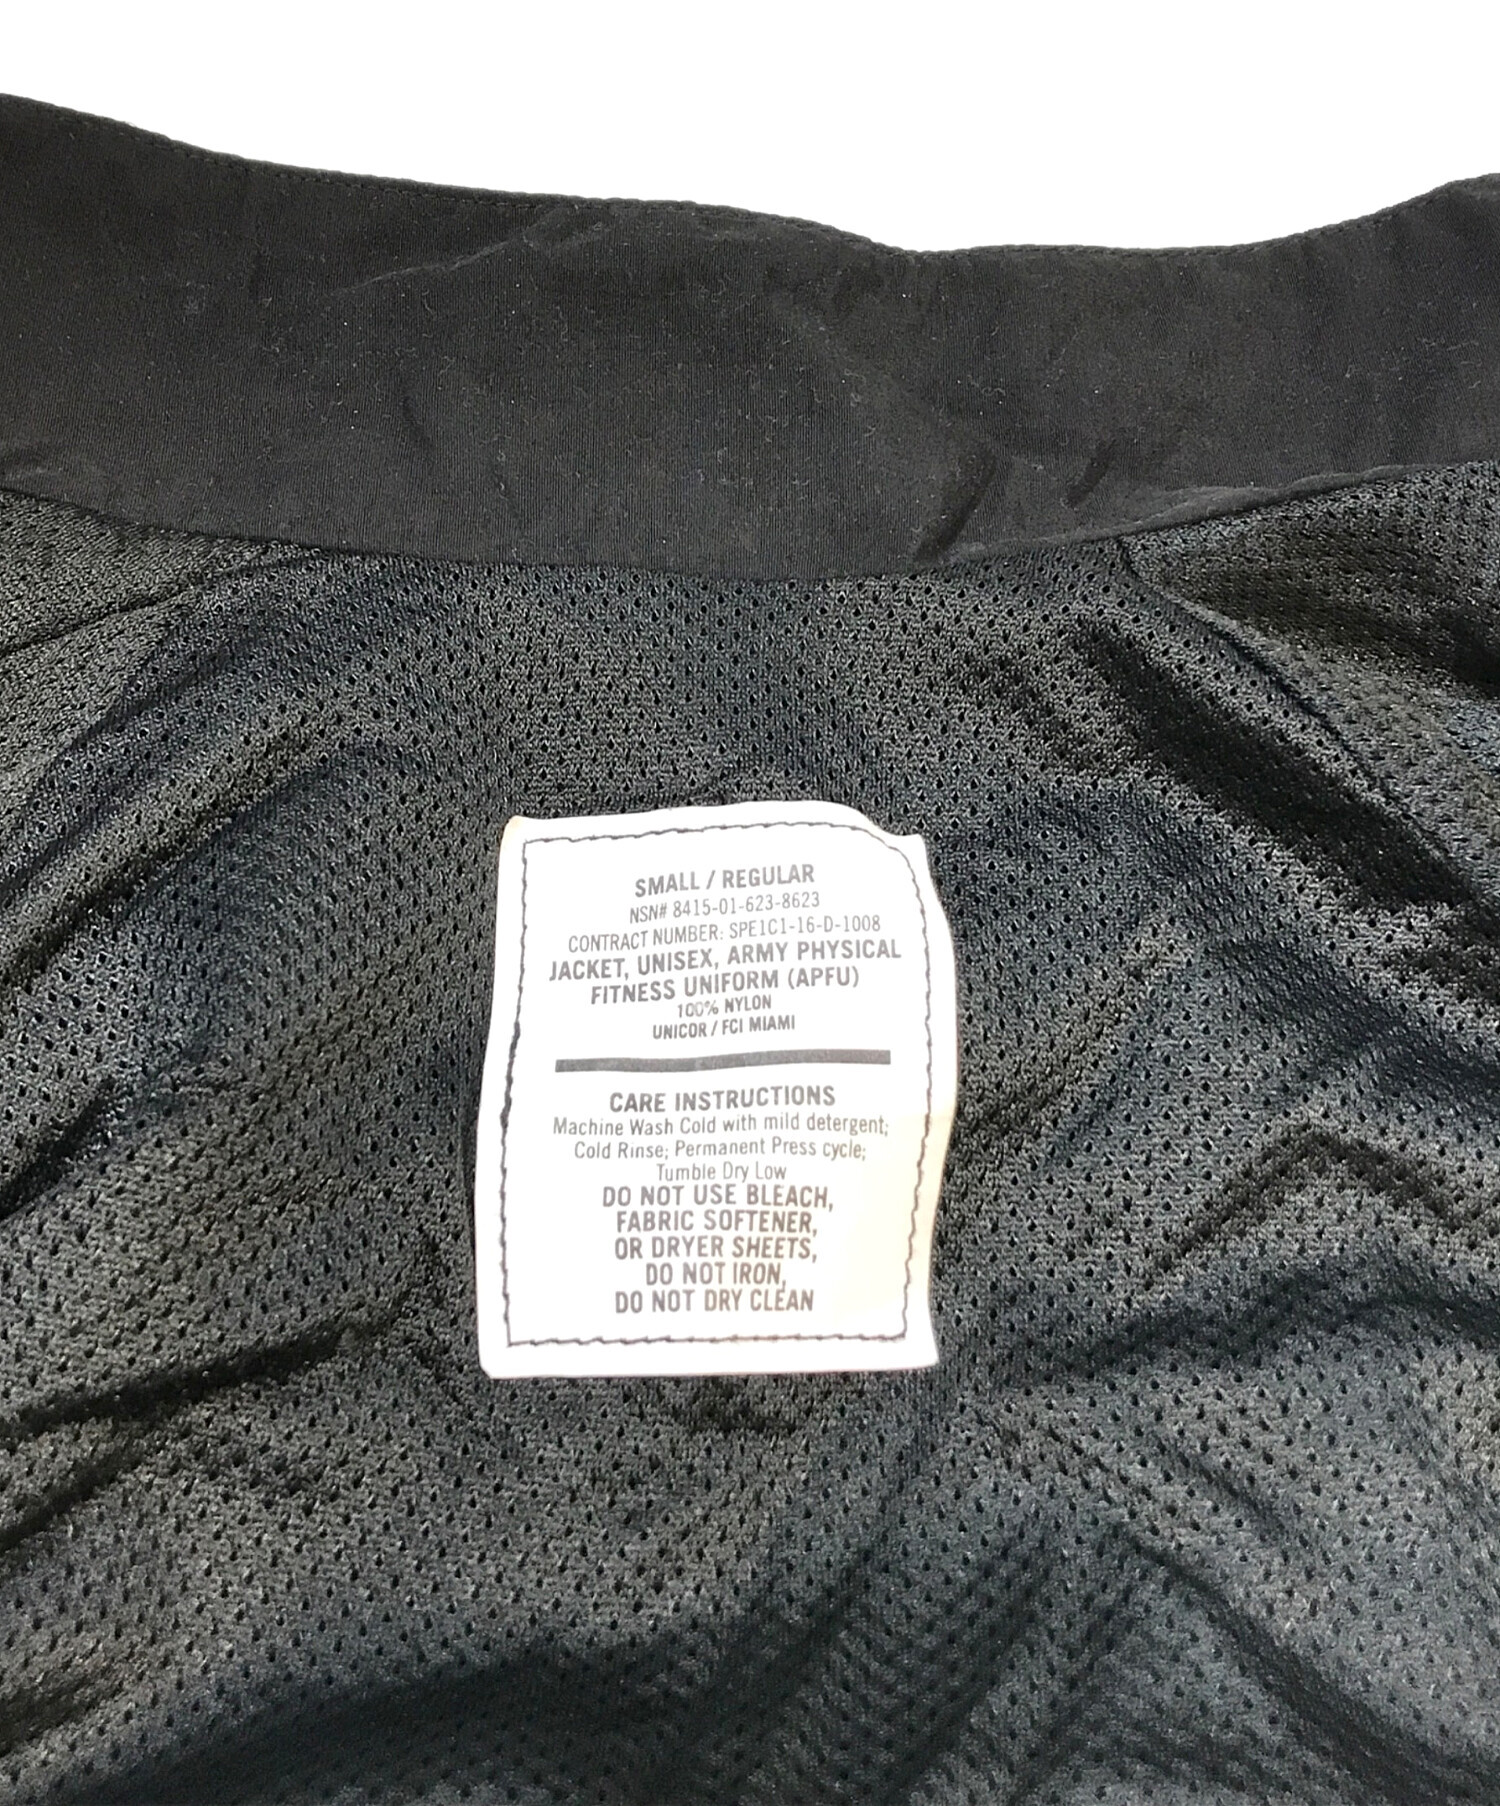 SMALL / REGULAR
NSN# 8415-01-623-8623
CONTRACT NUMBER: SPE1C1-16-D-1008
JACKET, UNISEX, ARMY PHYSICAL
FITNESS UNIFORM (APFU)
100% NYLON
UNICOR / FCI MIAMI
CARE INSTRUCTIONS
Machine Wash Cold with mild detergent;
Cold Rinse; Permanent Press cycle;
Tumble Dry Low
DO NOT USE BLEACH,
FABRIC SOFTENER,
OR DRYER SHEETS,
DO NOT IRON,
DO NOT DRY CLEAN